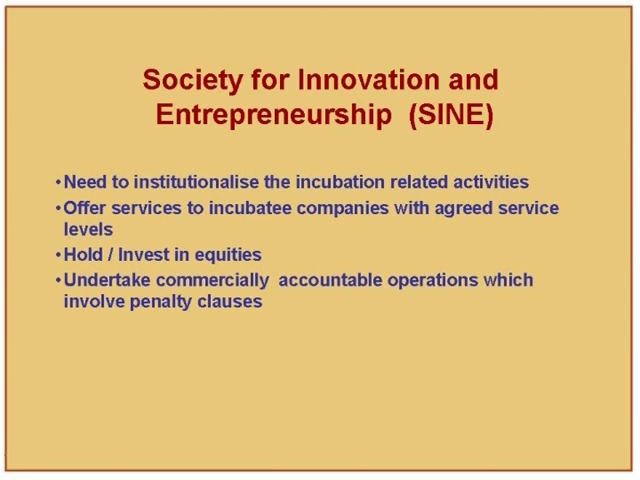 Society for Innovation and
Entrepreneurship  (SINE)
•Need to institutionalise the incubation related activities
•Offer services to incubatee companies with agreed service
levels
•Hold / Invest in equities
•Undertake commercially  accountable operations which
involve penalty clauses